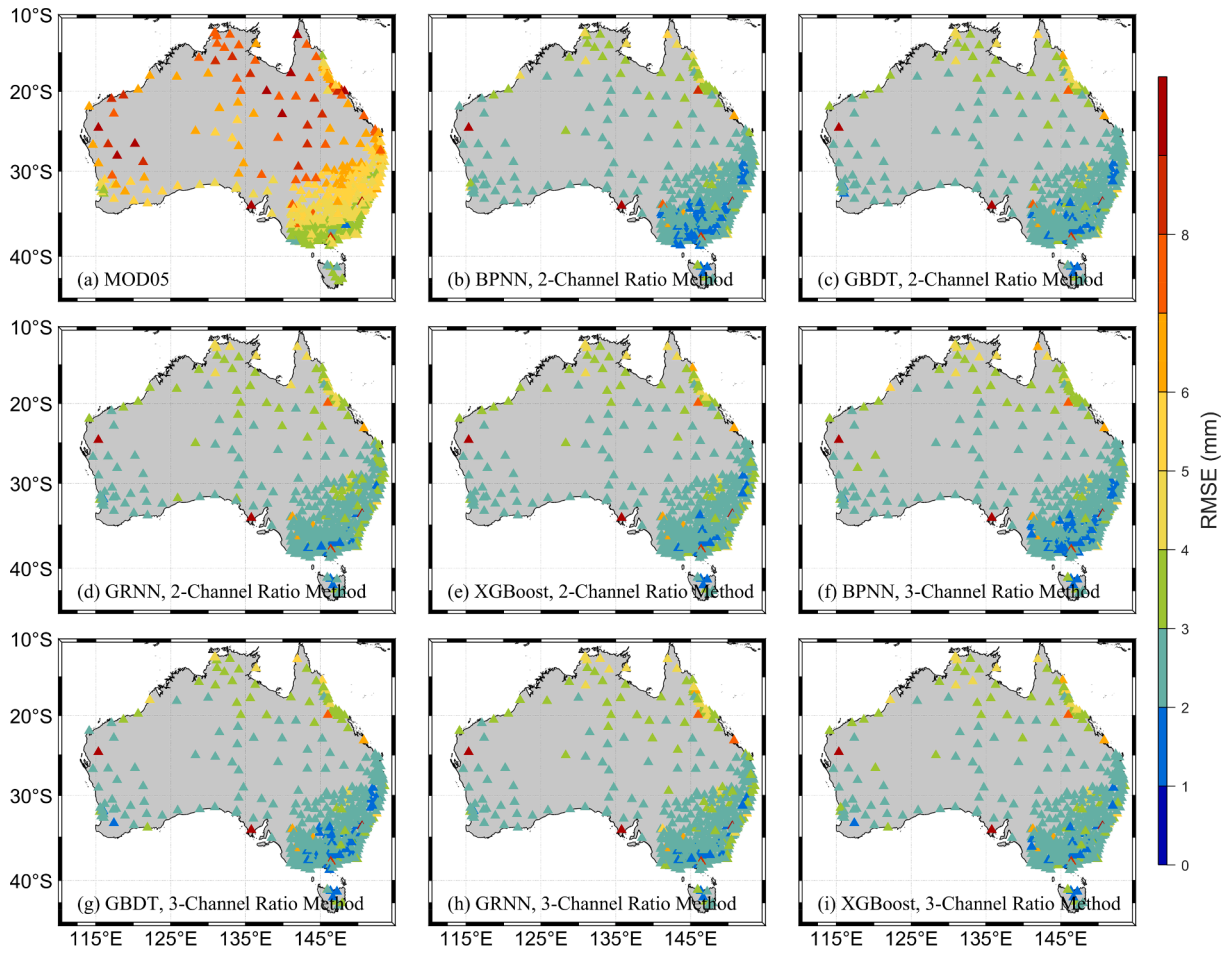 10°S
20°S
30°S
40°S
(a) MOD05
(b) BPNN, 2-Channel Ratio Method
(c) GBDT, 2-Channel Ratio Method
10°S
20°S
30°S
40°S
(d) GRNN, 2-Channel Ratio Method
(e) XGBoost, 2-Channel Ratio Method
(f) BPNN, 3-Channel Ratio Method
10°S
20°S
30°S
40°S
(g) GBDT, 3-Channel Ratio Method
(h) GRNN, 3-Channel Ratio Method
(i) XGBoost, 3-Channel Ratio Method
115°E 125°E 135°E 145°E
115°E 125°E 135°E 145°E
115°E 125°E 135°E 145°E
8
6
5
4
3
2
1
0
RMSE (mm)